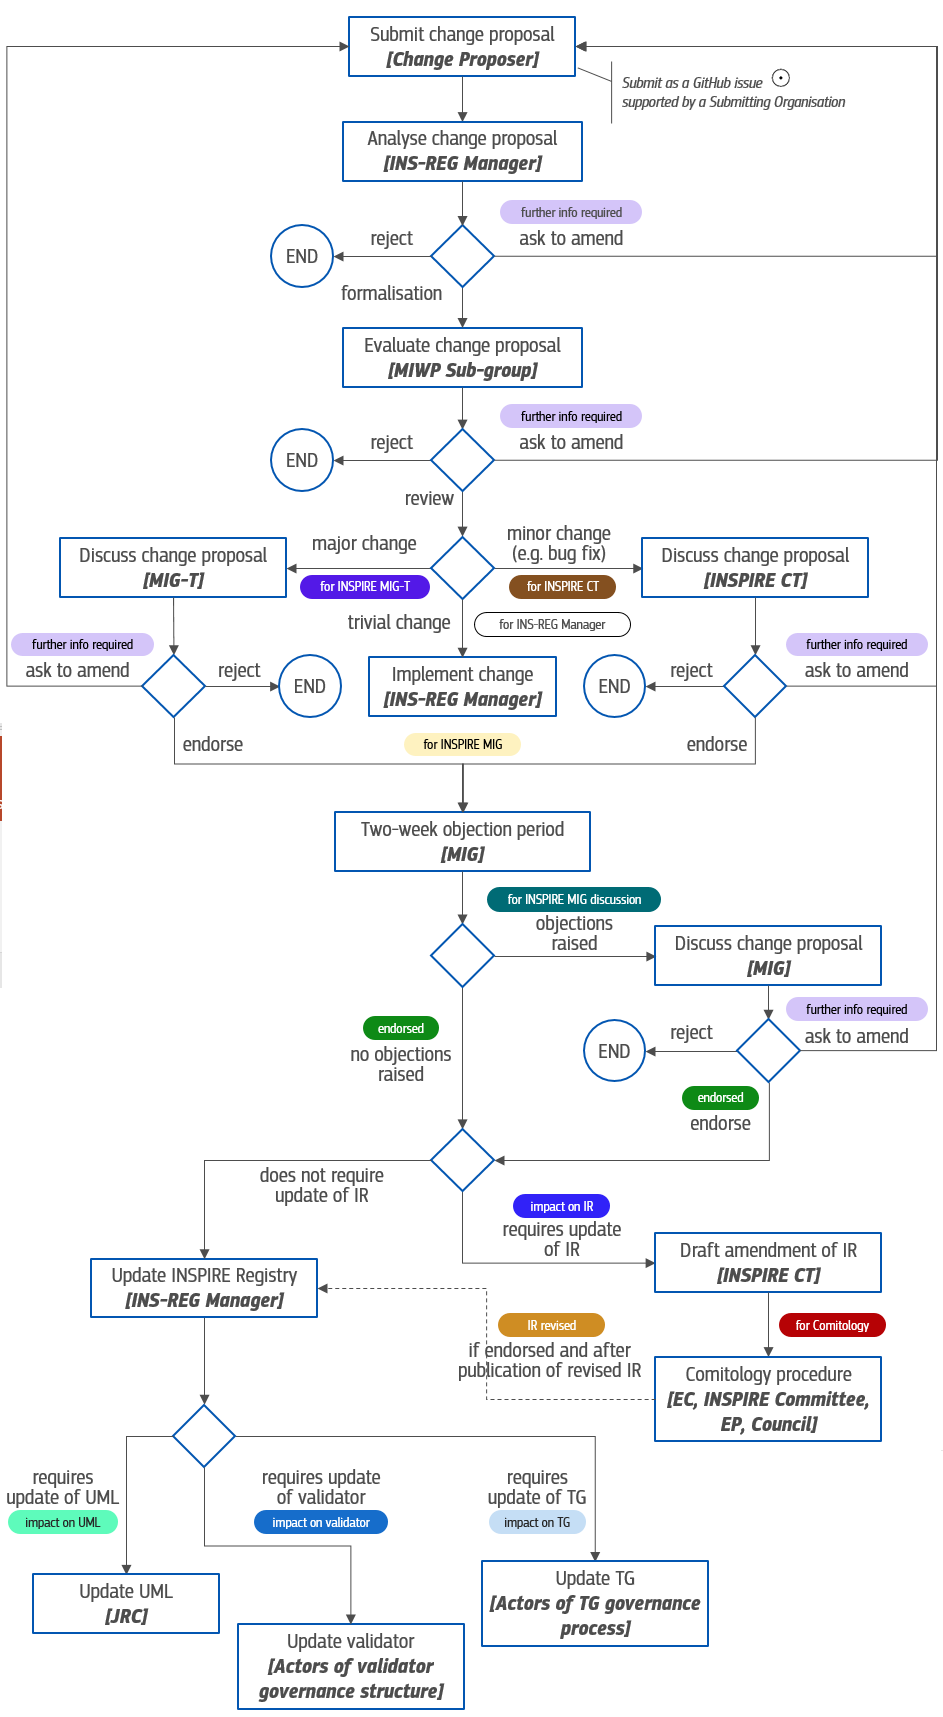 Submit change proposal
[Change Proposer]
Submit as a GitHub issue
supported by a Submitting Organisation
Analyse change proposal
[INS-REG Manager]
further info required
ask to amend
reject
END
formalisation
Evaluate change proposal
[MIWP Sub-group]
further info required
ask to amend
reject
END
review
major change
for INSPIRE MIG-T
minor change
(e.g. bug fix)
for INSPIRE CT
Discuss change proposal
[MIG-T]
Discuss change proposal
[INSPIRE CT]
trivial change
for INS-REG Manager
further info required
ask to amend
reject
END
Implement change
[INS-REG Manager]
END
reject
further info required
ask to amend
endorse
for INSPIRE MIG
endorse
Two-week objection period
[MIG]
for INSPIRE MIG discussion
objections
raised
Discuss change proposal
[MIG]
endorsed
no objections
raised
END
reject
further info required
ask to amend
endorsed
endorse
does not require
update of IR
impact on IR
requires update
of IR
Draft amendment of IR
[INSPIRE CT]
Update INSPIRE Registry
[INS-REG Manager]
IR revised
if endorsed and after
publication of revised IR
for Comitology
Comitology procedure
[EC, INSPIRE Committee,
EP, Council]
requires
update of UML
impact on UML
requires update
of validator
impact on validator
requires
update of TG
impact on TG
Update UML
[JRC]
Update validator
[Actors of validator
governance structure]
Update TG
[Actors of TG governance
process]